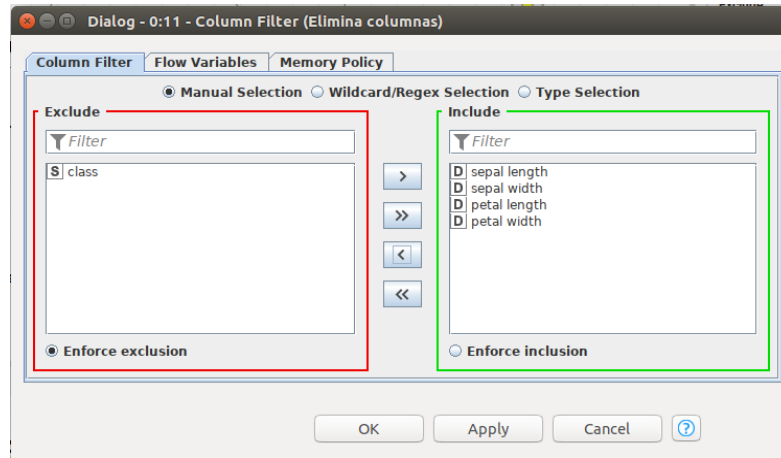 Dialog - 0:11 - Column Filter (Elimina columnas)
Column Filter Flow Variables Memory Policy
Manual Selection Wildcard/Regex Selection Type Selection
Exclude
Filter
S class
Enforce exclusion
>
>>
<
<<
Include
Filter
D sepal length
D sepal width
D petal length
D petal width
Enforce inclusion
OK Apply Cancel ?